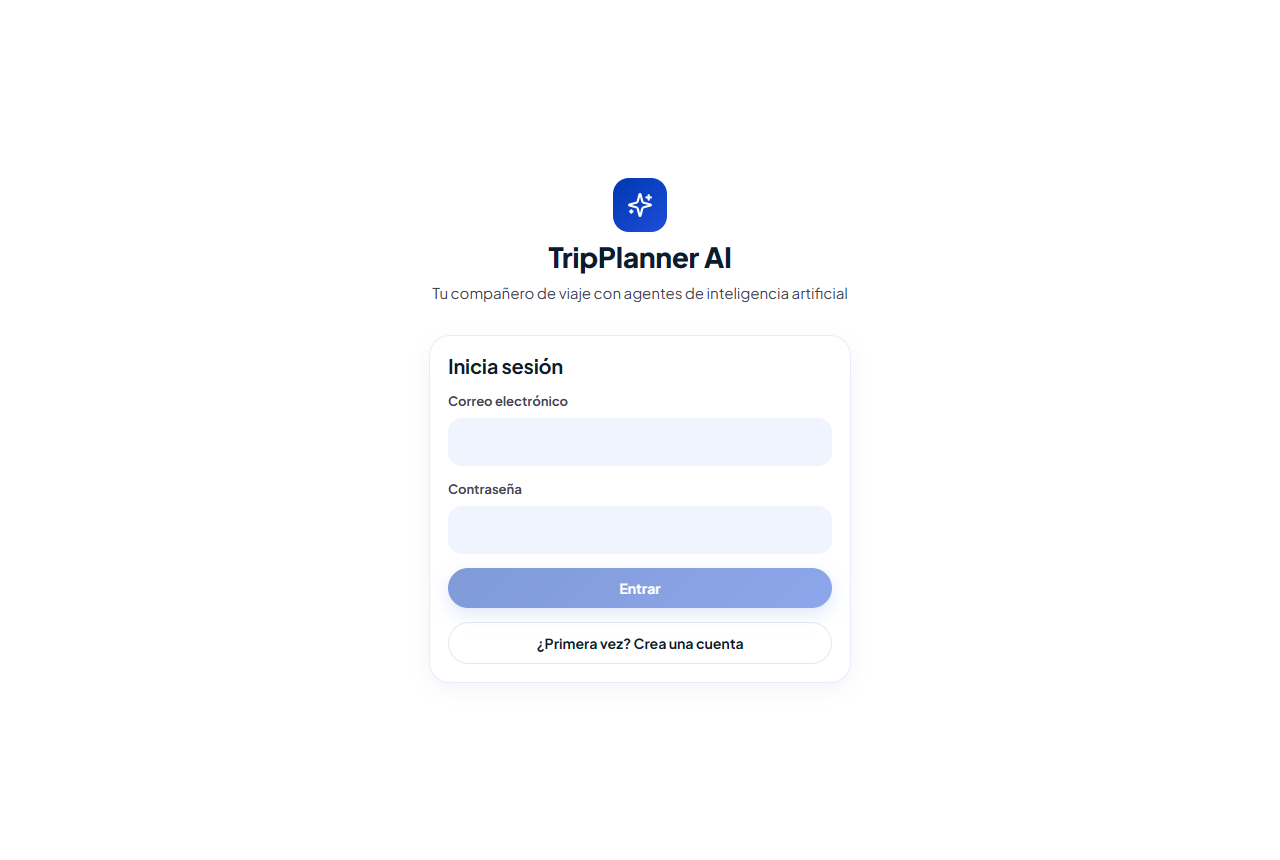 TripPlanner AI
Tu compañero de viaje con agentes de inteligencia artificial
Inicia sesión
Correo electrónico
Contraseña
Entrar
¿Primera vez? Crea una cuenta